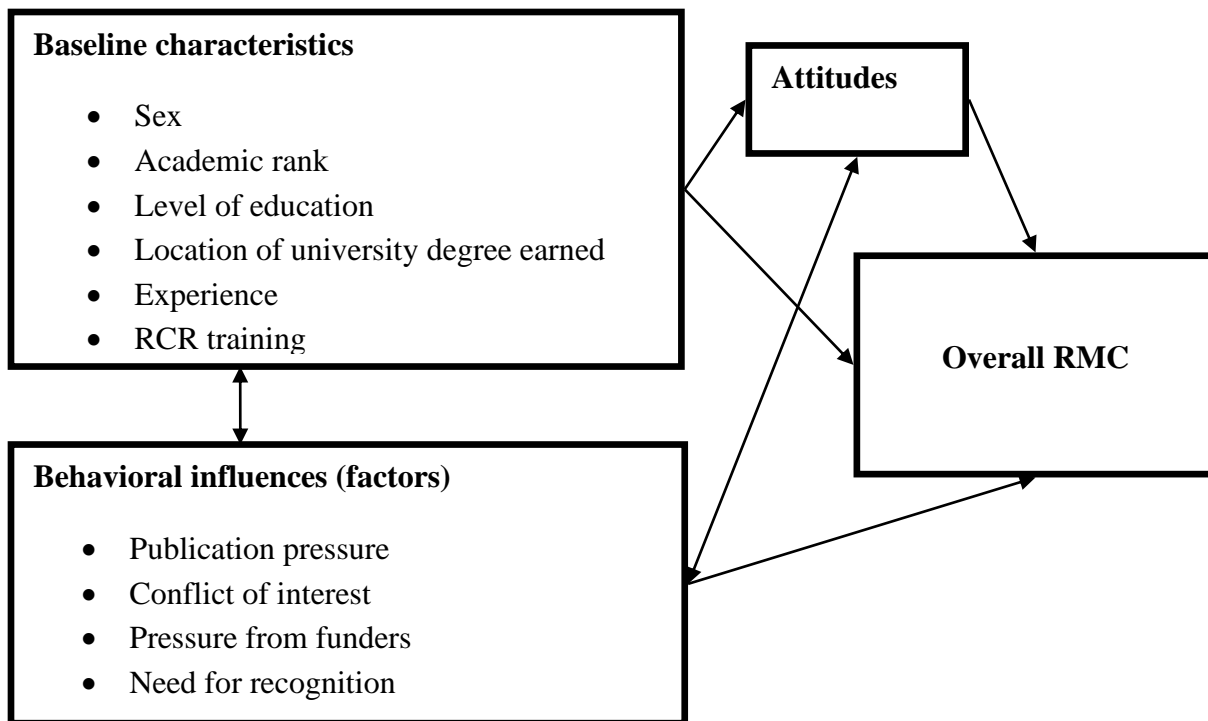 Baseline characteristics
• Sex
• Academic rank
• Level of education
• Location of university degree earned
• Experience
• RCR training
Attitudes
Overall RMC
Behavioral influences (factors)
• Publication pressure
• Conflict of interest
• Pressure from funders
• Need for recognition